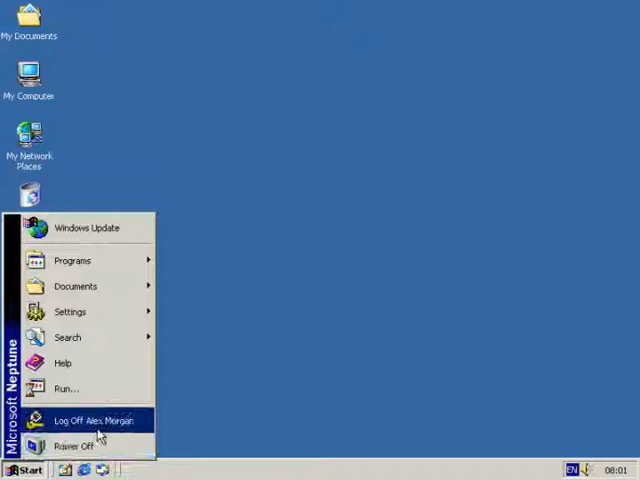 My Documents
My Computer
My Network
Places
Windows Update
Programs
Documents
Settings
Search
Help
Run...
Log Off Alex Morgan
Power Off
Microsoft Neptune
Start
EN
08:01